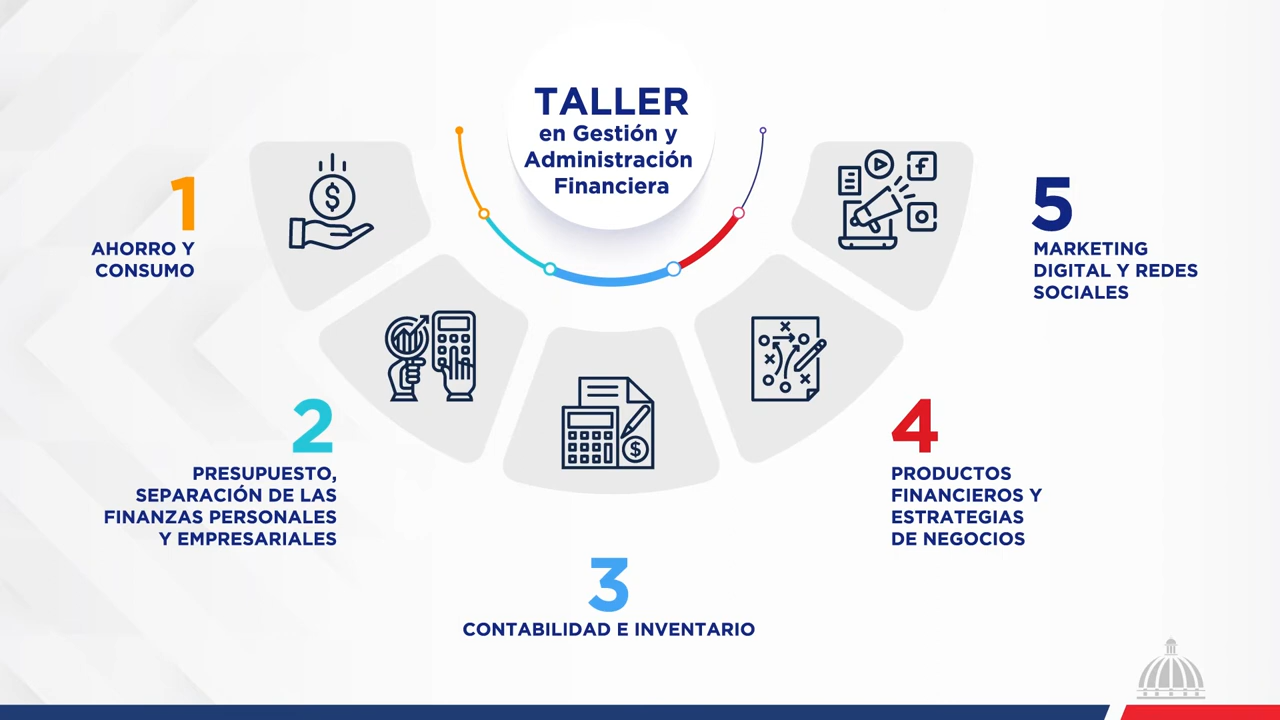 TALLER
en Gestión y
Administración
Financiera
1
AHORRO Y
CONSUMO
2
PRESUPUESTO,
SEPARACIÓN DE LAS
FINANZAS PERSONALES
Y EMPRESARIALES
3
CONTABILIDAD E INVENTARIO
4
PRODUCTOS
FINANCIEROS Y
ESTRATEGIAS
DE NEGOCIOS
5
MARKETING
DIGITAL Y REDES
SOCIALES